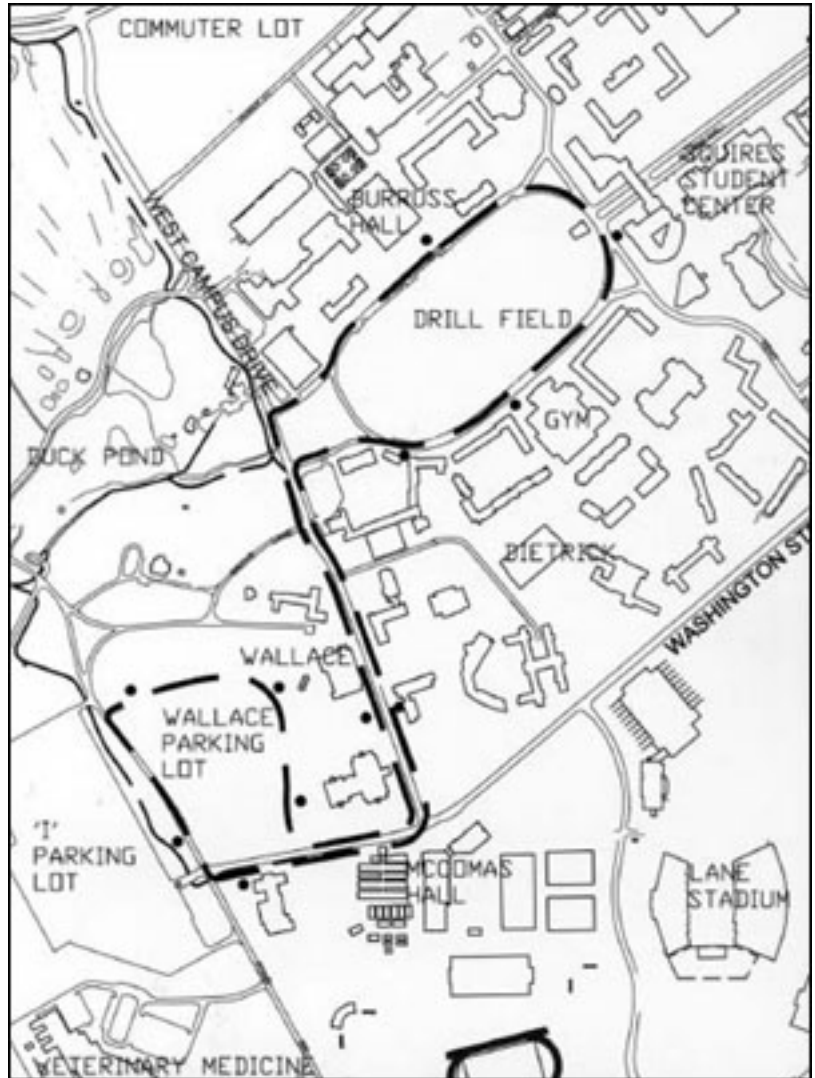 COMMUTER LOT
SQUIRES
STUDENT
CENTER
BURRUSS
HALL
WEST CAMPUS DRIVE
DRILL FIELD
GYM
DUCK POND
DIETRICK
WASHINGTON ST
WALLACE
WALLACE
PARKING
LOT
'I'
PARKING
LOT
MCCOMAS
HALL
LANE
STADIUM
VETERINARY MEDICINE